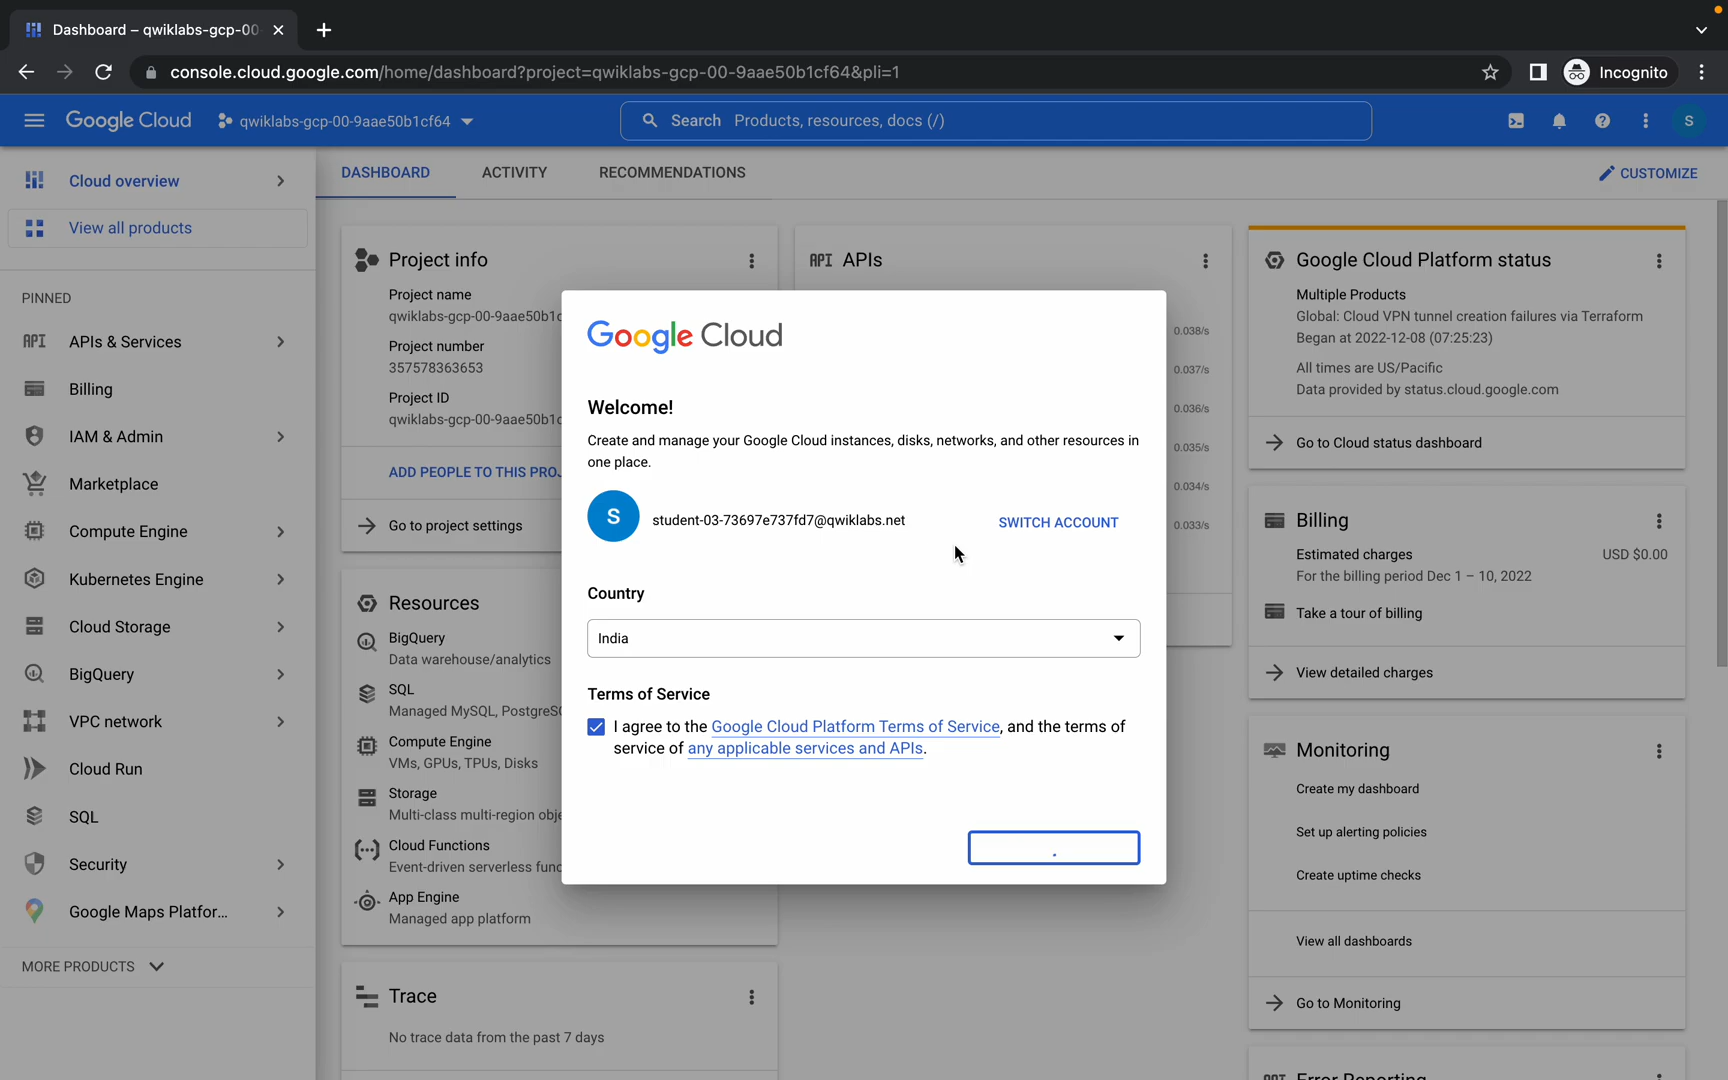 Dashboard – qwiklabs-gcp-00
console.cloud.google.com/home/dashboard?project=qwiklabs-gcp-00-9aae50b1cf64&pli=1
Incognito
Google Cloud
qwiklabs-gcp-00-9aae50b1cf64
Search Products, resources, docs (/)
S
Cloud overview
View all products
PINNED
API APIs & Services
Billing
IAM & Admin
Marketplace
Compute Engine
Kubernetes Engine
Cloud Storage
BigQuery
VPC network
Cloud Run
SQL
Security
Google Maps Platfor...
MORE PRODUCTS
DASHBOARD
ACTIVITY
RECOMMENDATIONS
CUSTOMIZE
Project info
Project name
qwiklabs-gcp-00-9aae50b1c
Project number
357578363653
Project ID
qwiklabs-gcp-00-9aae50b1c
ADD PEOPLE TO THIS PROJ
Go to project settings
Resources
BigQuery
Data warehouse/analytics
SQL
Managed MySQL, PostgreS
Compute Engine
VMs, GPUs, TPUs, Disks
Storage
Multi-class multi-region obje
Cloud Functions
Event-driven serverless func
App Engine
Managed app platform
Trace
No trace data from the past 7 days
API APIs
0.038/s
0.037/s
0.036/s
0.035/s
0.034/s
0.033/s
Google Cloud
Welcome!
Create and manage your Google Cloud instances, disks, networks, and other resources in
one place.
S
student-03-73697e737fd7@qwiklabs.net
SWITCH ACCOUNT
Country
India
Terms of Service
I agree to the Google Cloud Platform Terms of Service, and the terms of
service of any applicable services and APIs.
Google Cloud Platform status
Multiple Products
Global: Cloud VPN tunnel creation failures via Terraform
Began at 2022-12-08 (07:25:23)
All times are US/Pacific
Data provided by status.cloud.google.com
Go to Cloud status dashboard
Billing
Estimated charges
USD $0.00
For the billing period Dec 1 – 10, 2022
Take a tour of billing
View detailed charges
Monitoring
Create my dashboard
Set up alerting policies
Create uptime checks
View all dashboards
Go to Monitoring
API Error Reporting